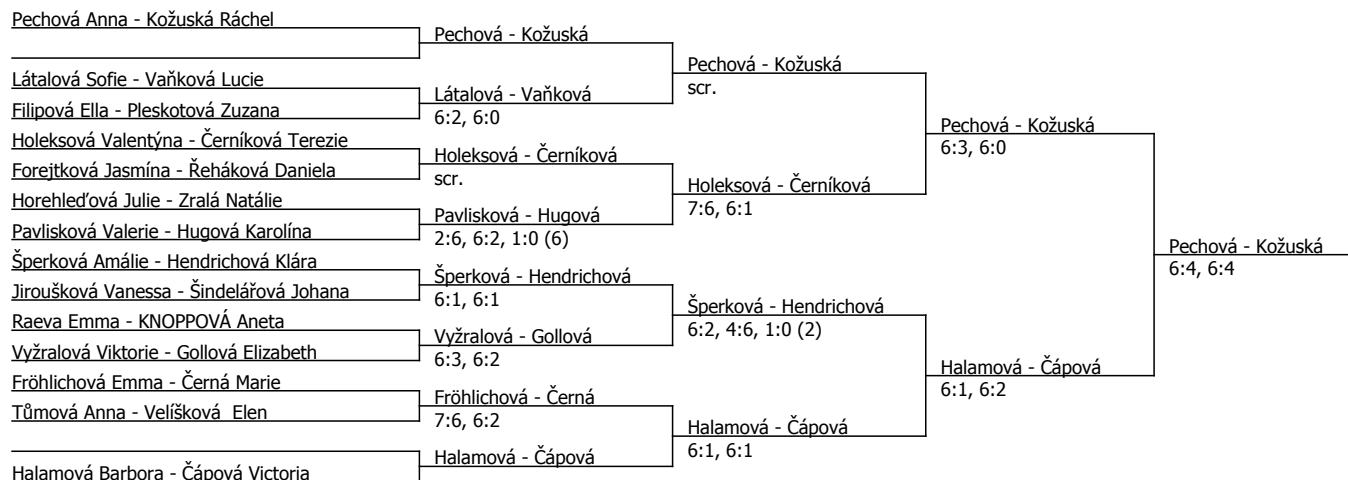 Pechová Anna - Kožuská Ráchel
Látalová Sofie - Vaňková Lucie
Filipová Ella - Pleskotová Zuzana
Holeksová Valentýna - Černíková Terezie
Forejtková Jasmína - Řeháková Daniela
Horehleďová Julie - Zralá Natálie
Pavlisková Valerie - Hugová Karolína
Šperková Amálie - Hendrichová Klára
Jiroušková Vanessa - Šindelářová Johana
Raeva Emma - KNOPPOVÁ Aneta
Vyžralová Viktorie - Gollová Elizabeth
Fröhlichová Emma - Černá Marie
Tůmová Anna - Velíšková  Elen
Halamová Barbora - Čápová Victoria
Pechová - Kožuská
Látalová - Vaňková
6:2, 6:0
Holeksová - Černíková
scr.
Pavlisková - Hugová
2:6, 6:2, 1:0 (6)
Šperková - Hendrichová
6:1, 6:1
Vyžralová - Gollová
6:3, 6:2
Fröhlichová - Černá
7:6, 6:2
Halamová - Čápová
Pechová - Kožuská
scr.
Holeksová - Černíková
7:6, 6:1
Šperková - Hendrichová
6:2, 4:6, 1:0 (2)
Halamová - Čápová
6:1, 6:1
Pechová - Kožuská
6:3, 6:0
Halamová - Čápová
6:1, 6:2
Pechová - Kožuská
6:4, 6:4